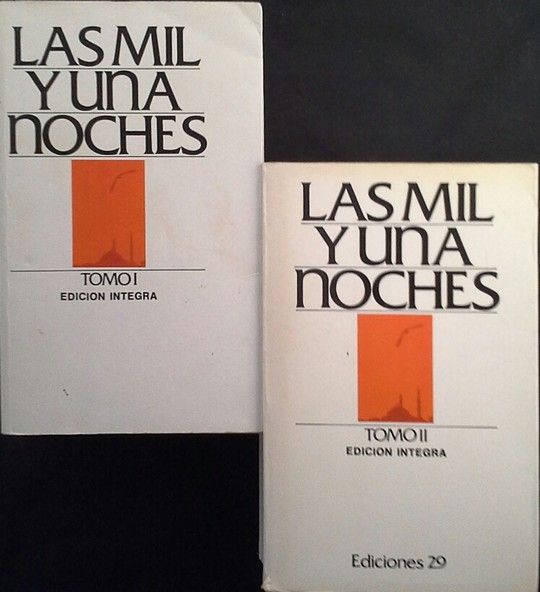 LAS MIL
Y UNA
NOCHES
TOMO I
EDICION INTEGRA
LAS MIL
Y UNA
NOCHES
TOMO II
EDICION INTEGRA
Ediciones 29